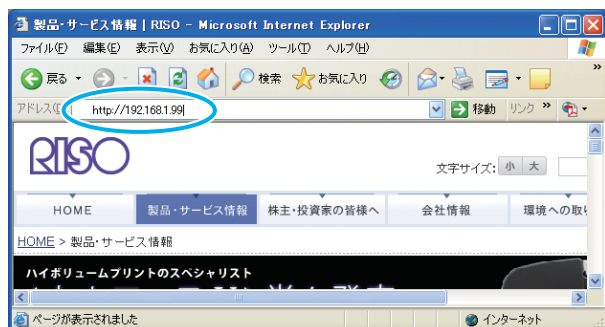 製品・サービス情報 | RISO - Microsoft Internet Explorer
ファイル(F) 編集(E) 表示(V) お気に入り(A) ツール(T) ヘルプ(H)
戻る 検索 お気に入り »
アドレス(D) http://192.168.1.99 移動 リンク »
RISO
文字サイズ: 小 大
HOME 製品・サービス情報 株主・投資家の皆様へ 会社情報 環境への取り
HOME > 製品・サービス情報
ハイボリュームプリントのスペシャリスト
ページが表示されました インターネット